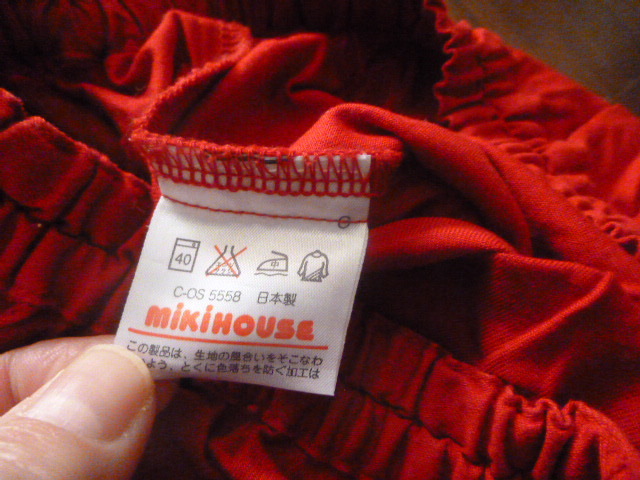 40 中
C-OS 5558 日本製
MiKiHOUSE
この製品は、生地の風合いをそこなわ
よう、とくに色落ちを防ぐ加工は